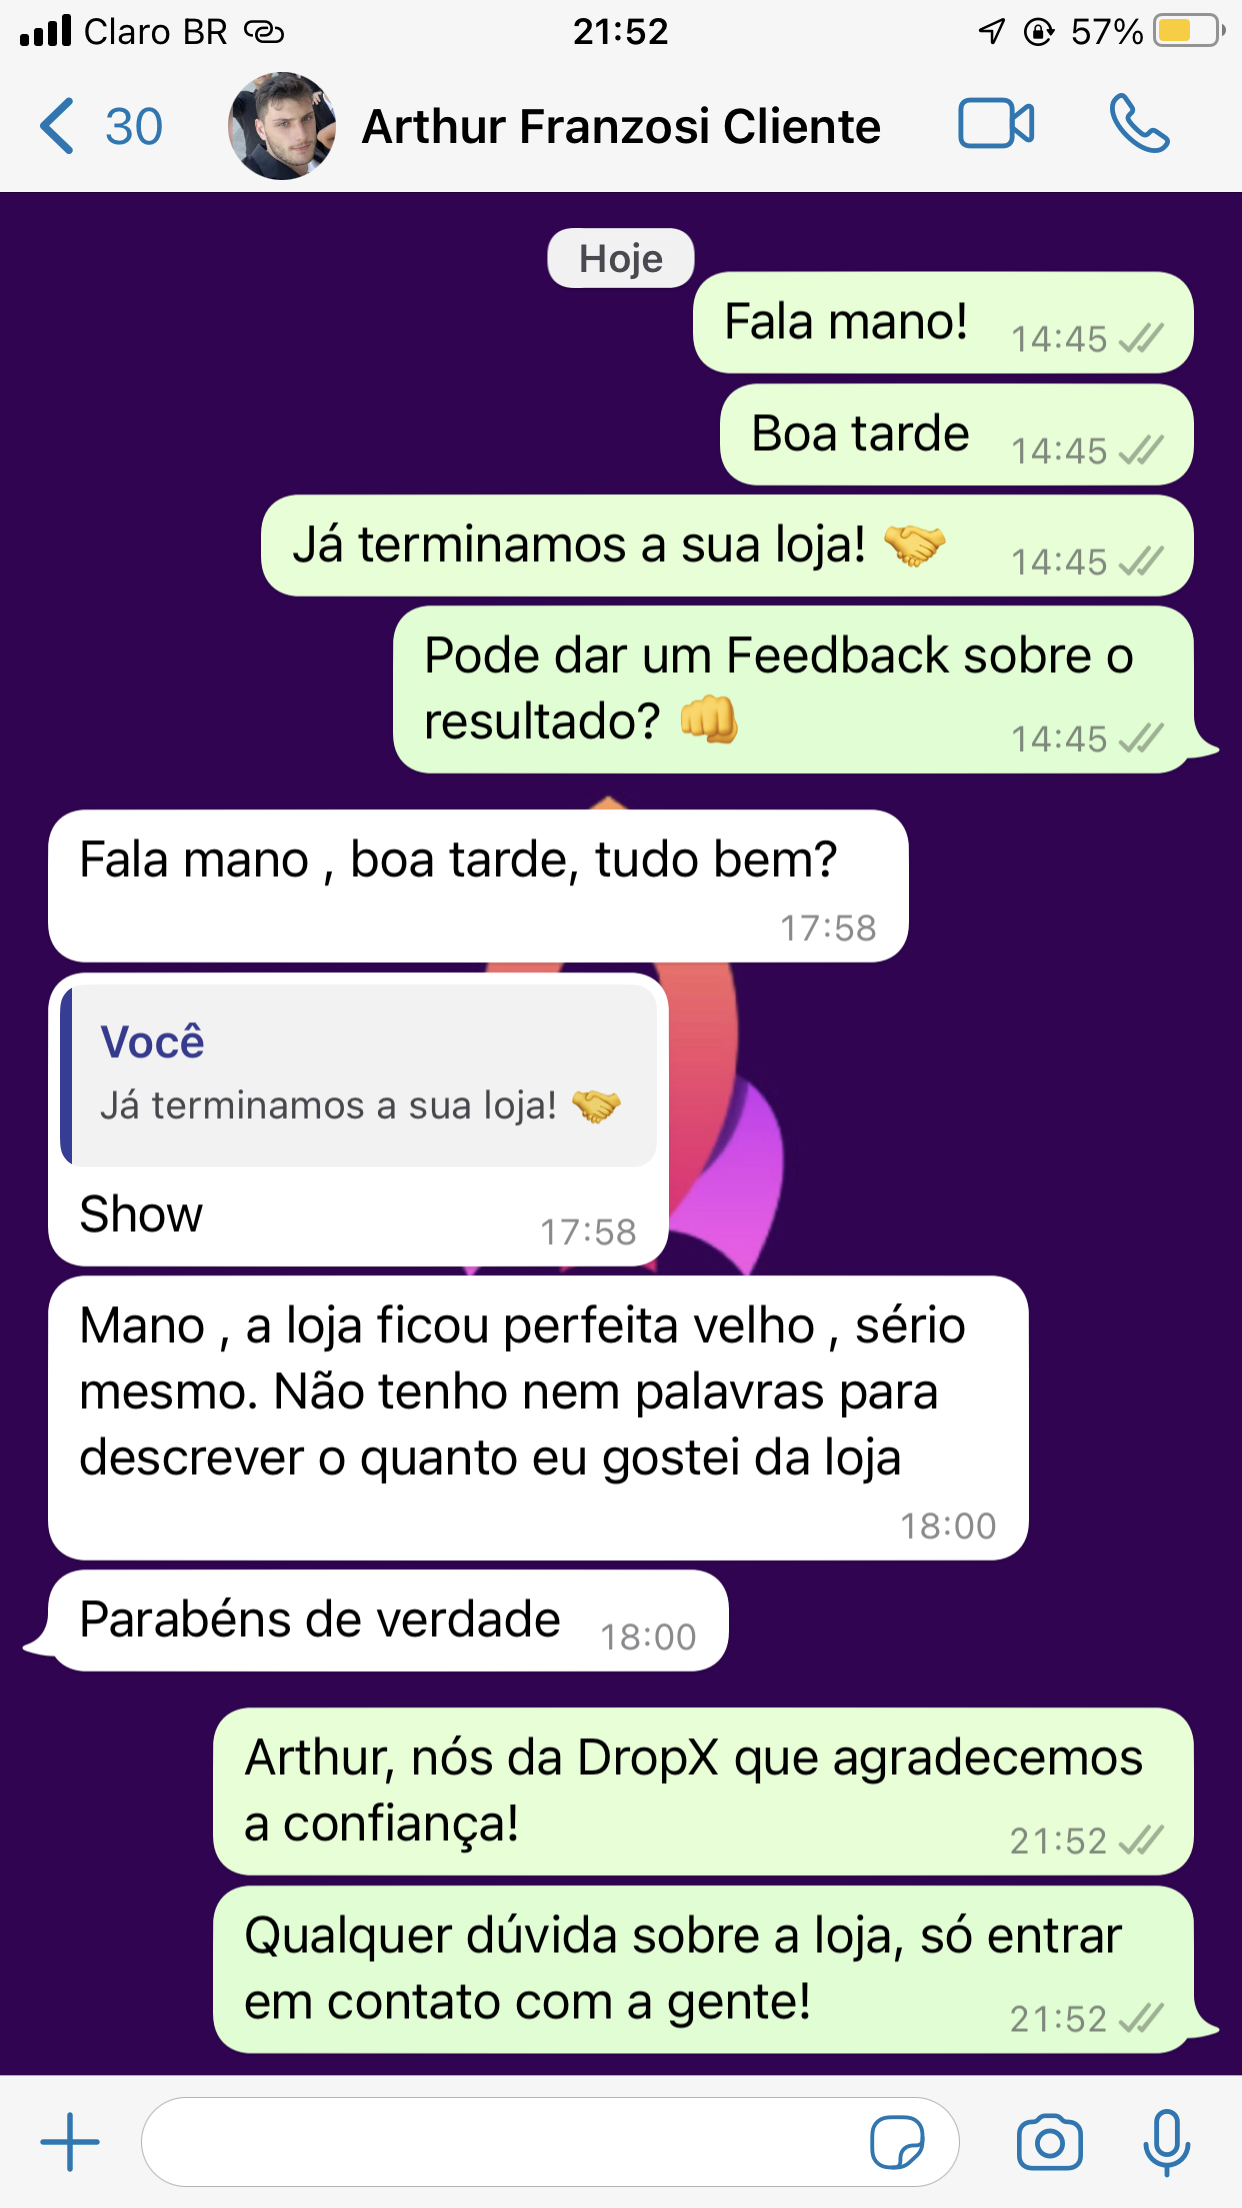 Claro BR 21:52 57%
30 Arthur Franzosi Cliente
Hoje
Fala mano! 14:45
Boa tarde 14:45
Já terminamos a sua loja! 🤝 14:45
Pode dar um Feedback sobre o
resultado? 👊 14:45
Fala mano , boa tarde, tudo bem?
17:58
Você
Já terminamos a sua loja! 🤝
Show 17:58
Mano , a loja ficou perfeita velho , sério
mesmo. Não tenho nem palavras para
descrever o quanto eu gostei da loja
18:00
Parabéns de verdade 18:00
Arthur, nós da DropX que agradecemos
a confiança! 21:52
Qualquer dúvida sobre a loja, só entrar
em contato com a gente! 21:52